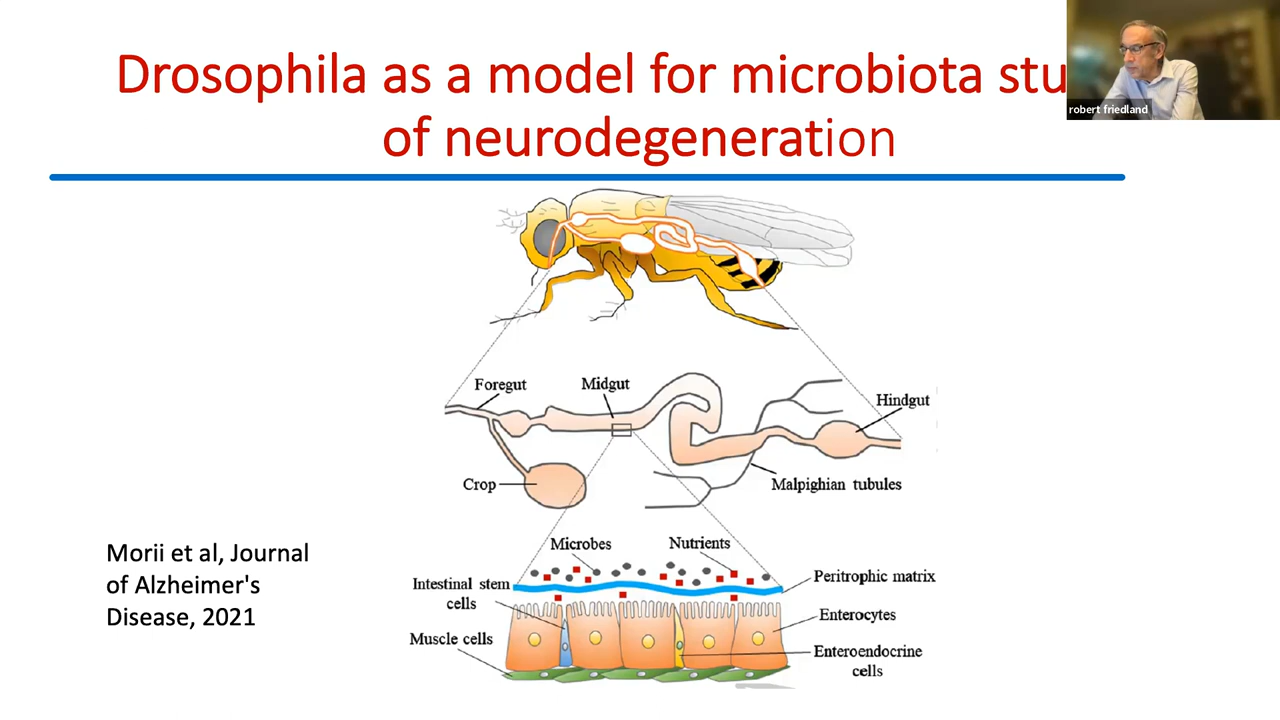 Drosophila as a model for microbiota stu
of neurodegeneration
robert friedland
Foregut
Midgut
Hindgut
Crop
Malpighian tubules
Morii et al, Journal
of Alzheimer's
Disease, 2021
Microbes
Nutrients
Peritrophic matrix
Intestinal stem
cells
Enterocytes
Muscle cells
Enteroendocrine
cells